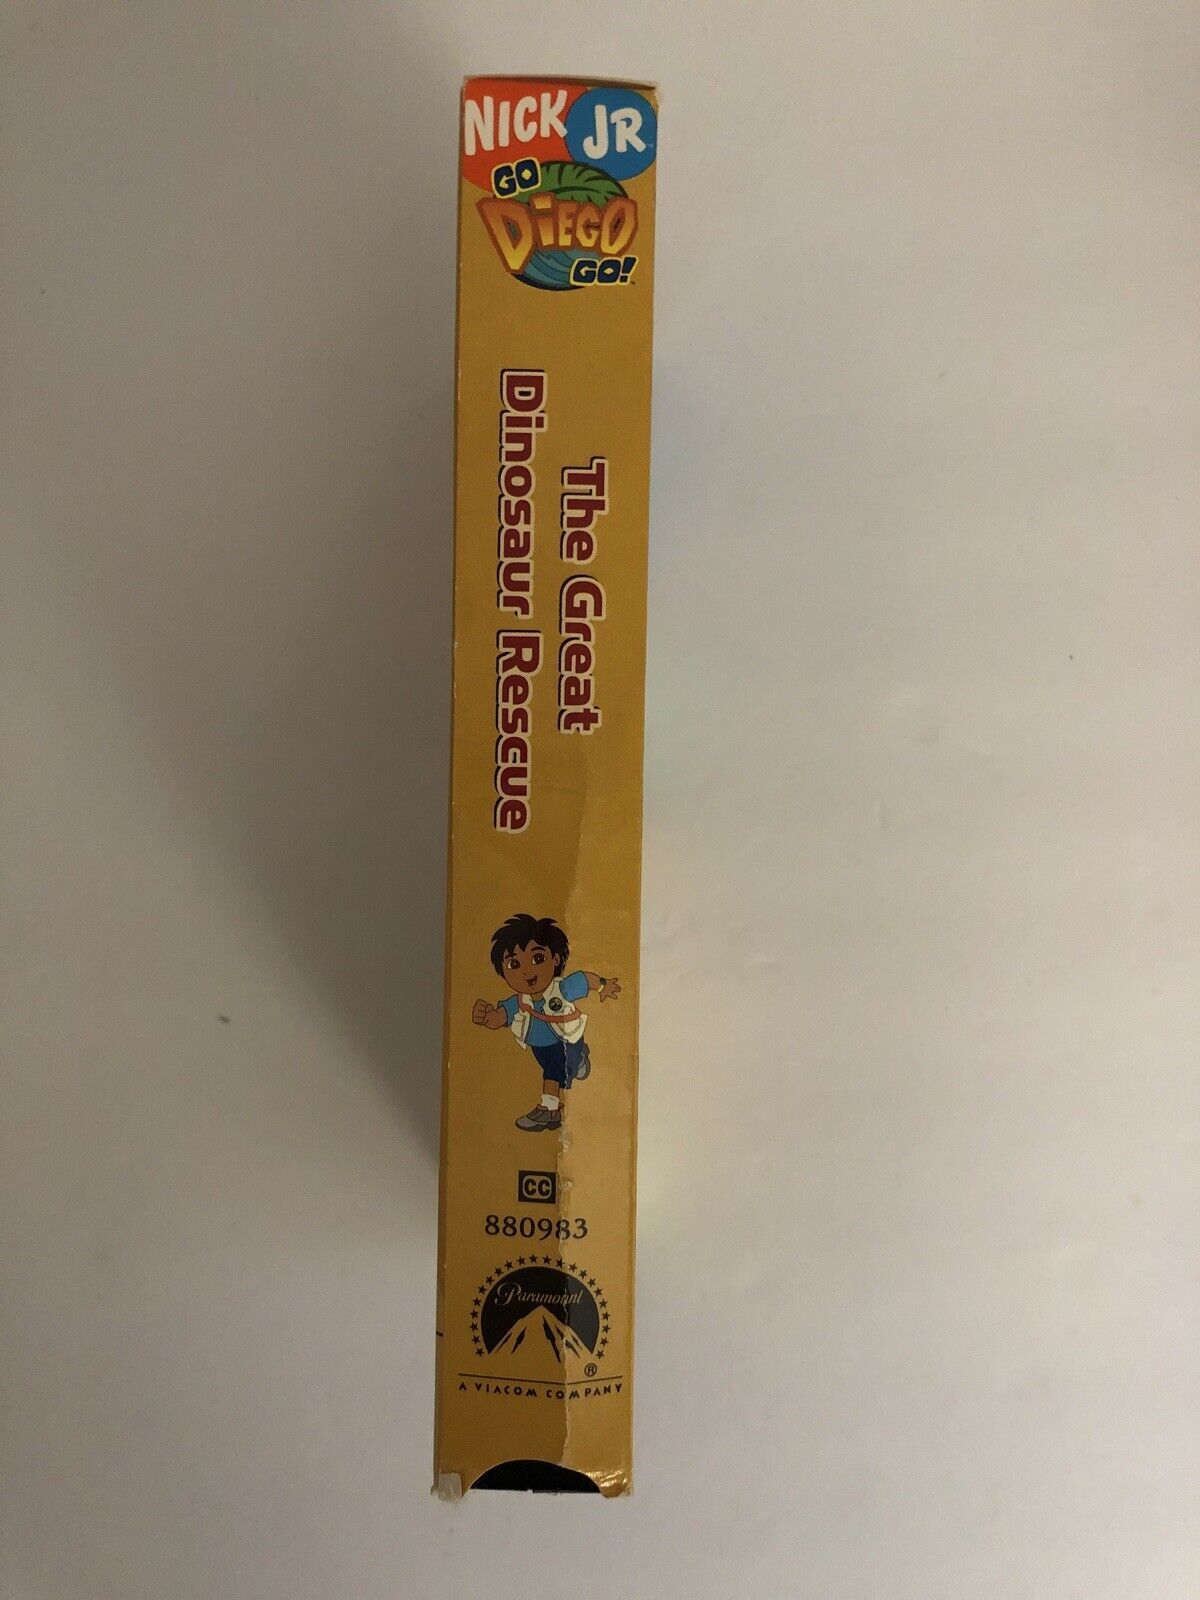 NICK JR
GO
DIEGO
GO!
The Great
Dinosaur Rescue
CC
880983
Paramount
®
A VIACOM COMPANY